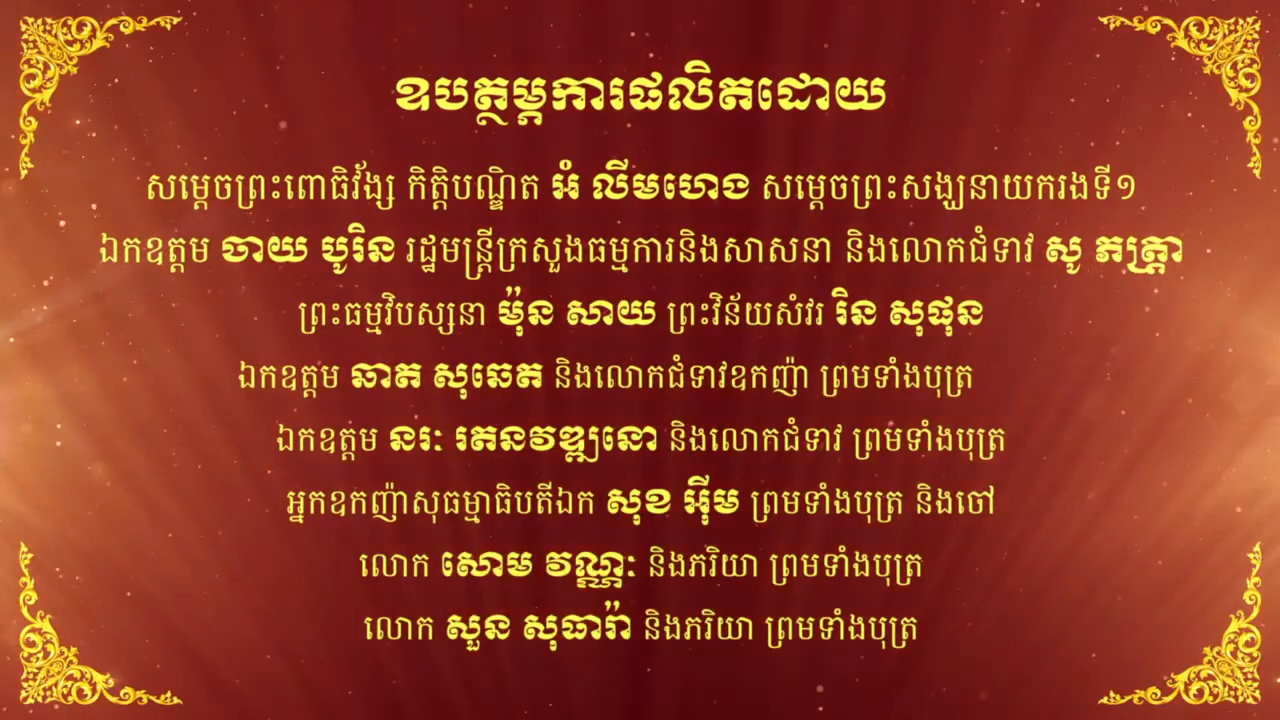 ឧបត្ថម្ភការផលិតដោយ
សម្តេចព្រះពោធិវ័ង្ស កិត្តិបណ្ឌិត អំ លីមហេង សម្តេចព្រះសង្ឃនាយករងទី១
ឯកឧត្តម ចាយ បូរិន រដ្ឋមន្ត្រីក្រសួងធម្មការនិងសាសនា និងលោកជំទាវ សូ ភត្រ្តា
ព្រះធម្មវិបស្សនា ម៉ុន សាយ ព្រះវិន័យសំវរ រិន សុផុន
ឯកឧត្តម ឆាត សុឆេត និងលោកជំទាវឧកញ៉ា ព្រមទាំងបុត្រ
ឯកឧត្តម នរៈ រតនវឌ្ឍនោ និងលោកជំទាវ ព្រមទាំងបុត្រ
អ្នកឧកញ៉ាសុធម្មាធិបតីឯក សុខ អ៊ីម ព្រមទាំងបុត្រ និងចៅ
លោក សោម វណ្ណៈ និងភរិយា ព្រមទាំងបុត្រ
លោក សួន សុធារ៉ា និងភរិយា ព្រមទាំងបុត្រ